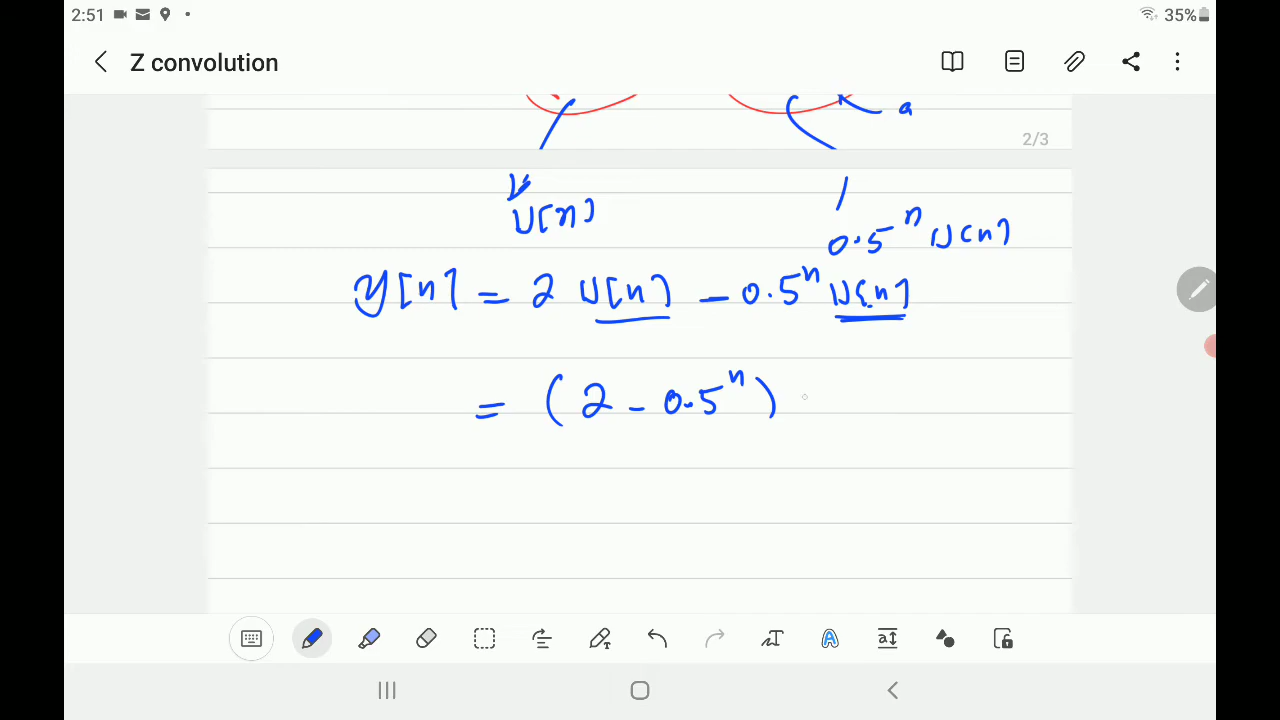 2:51 35%
Z convolution
a
2/3
U[n]
0.5^n U[n]
y[n] = 2 U[n] - 0.5^n U[n]
= (2 - 0.5^n)